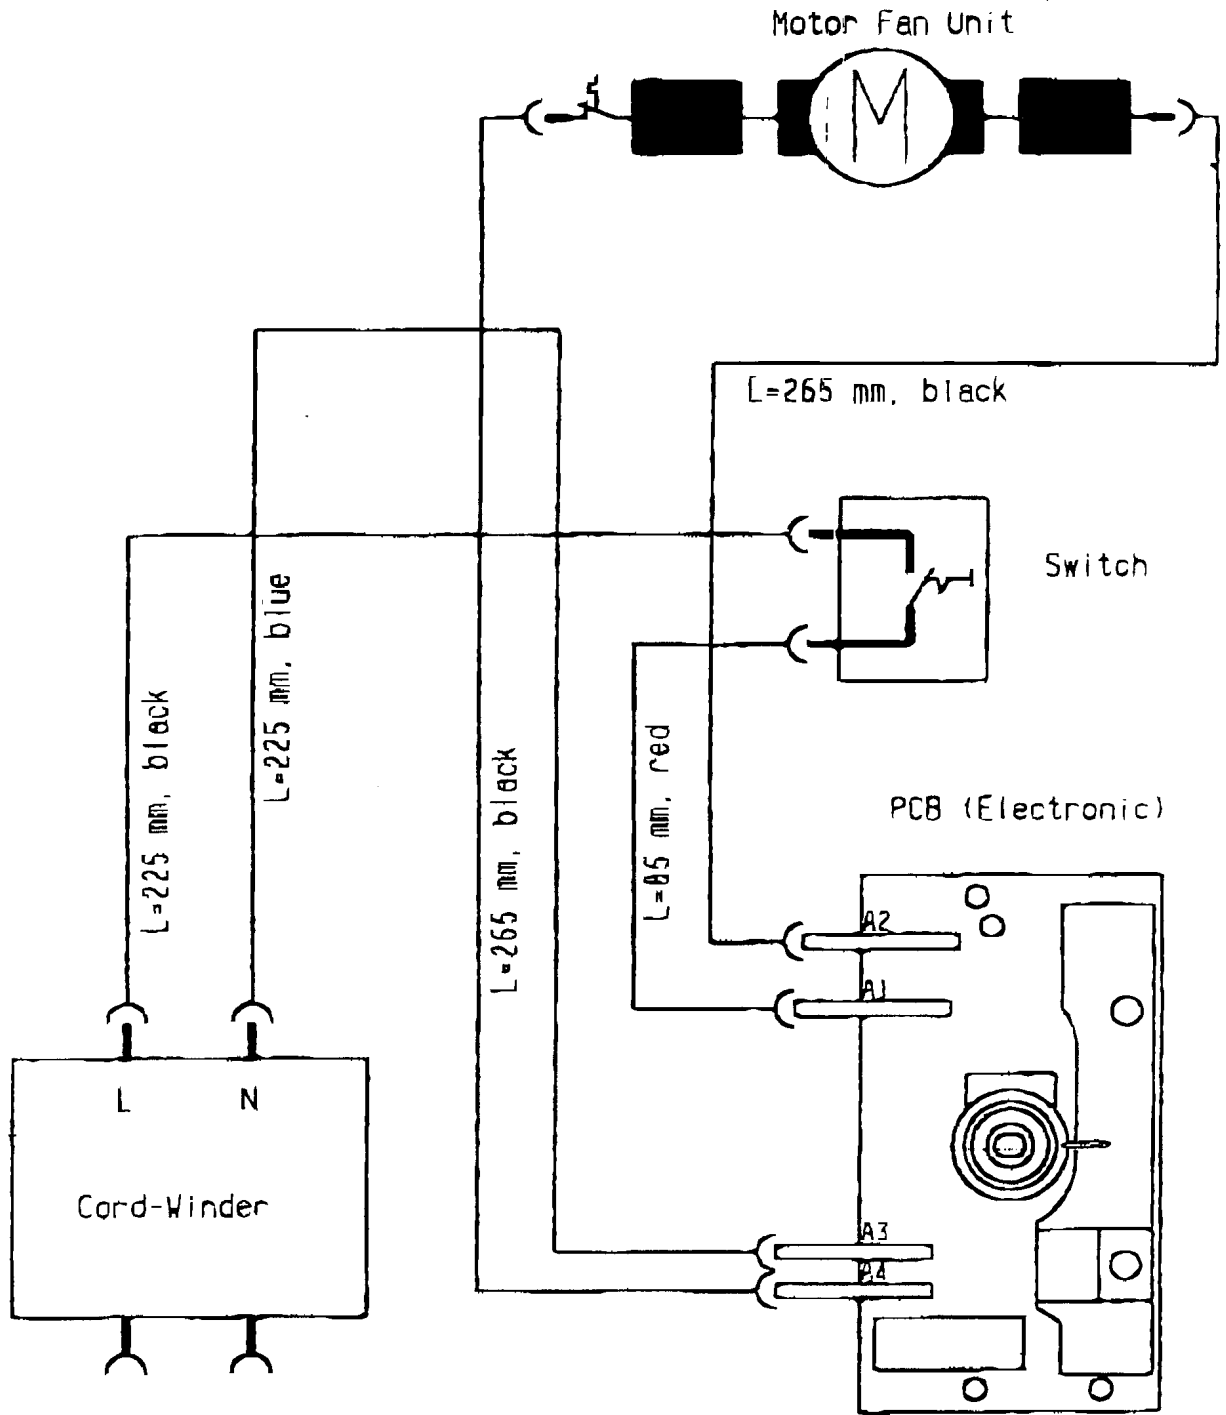 Motor Fan Unit
M
L=265 mm, black
Switch
L=225 mm, blue
L=225 mm, black
L=265 mm, black
L=85 mm, red
PCB (Electronic)
A2
A1
L
N
Cord-Winder
A3
A4